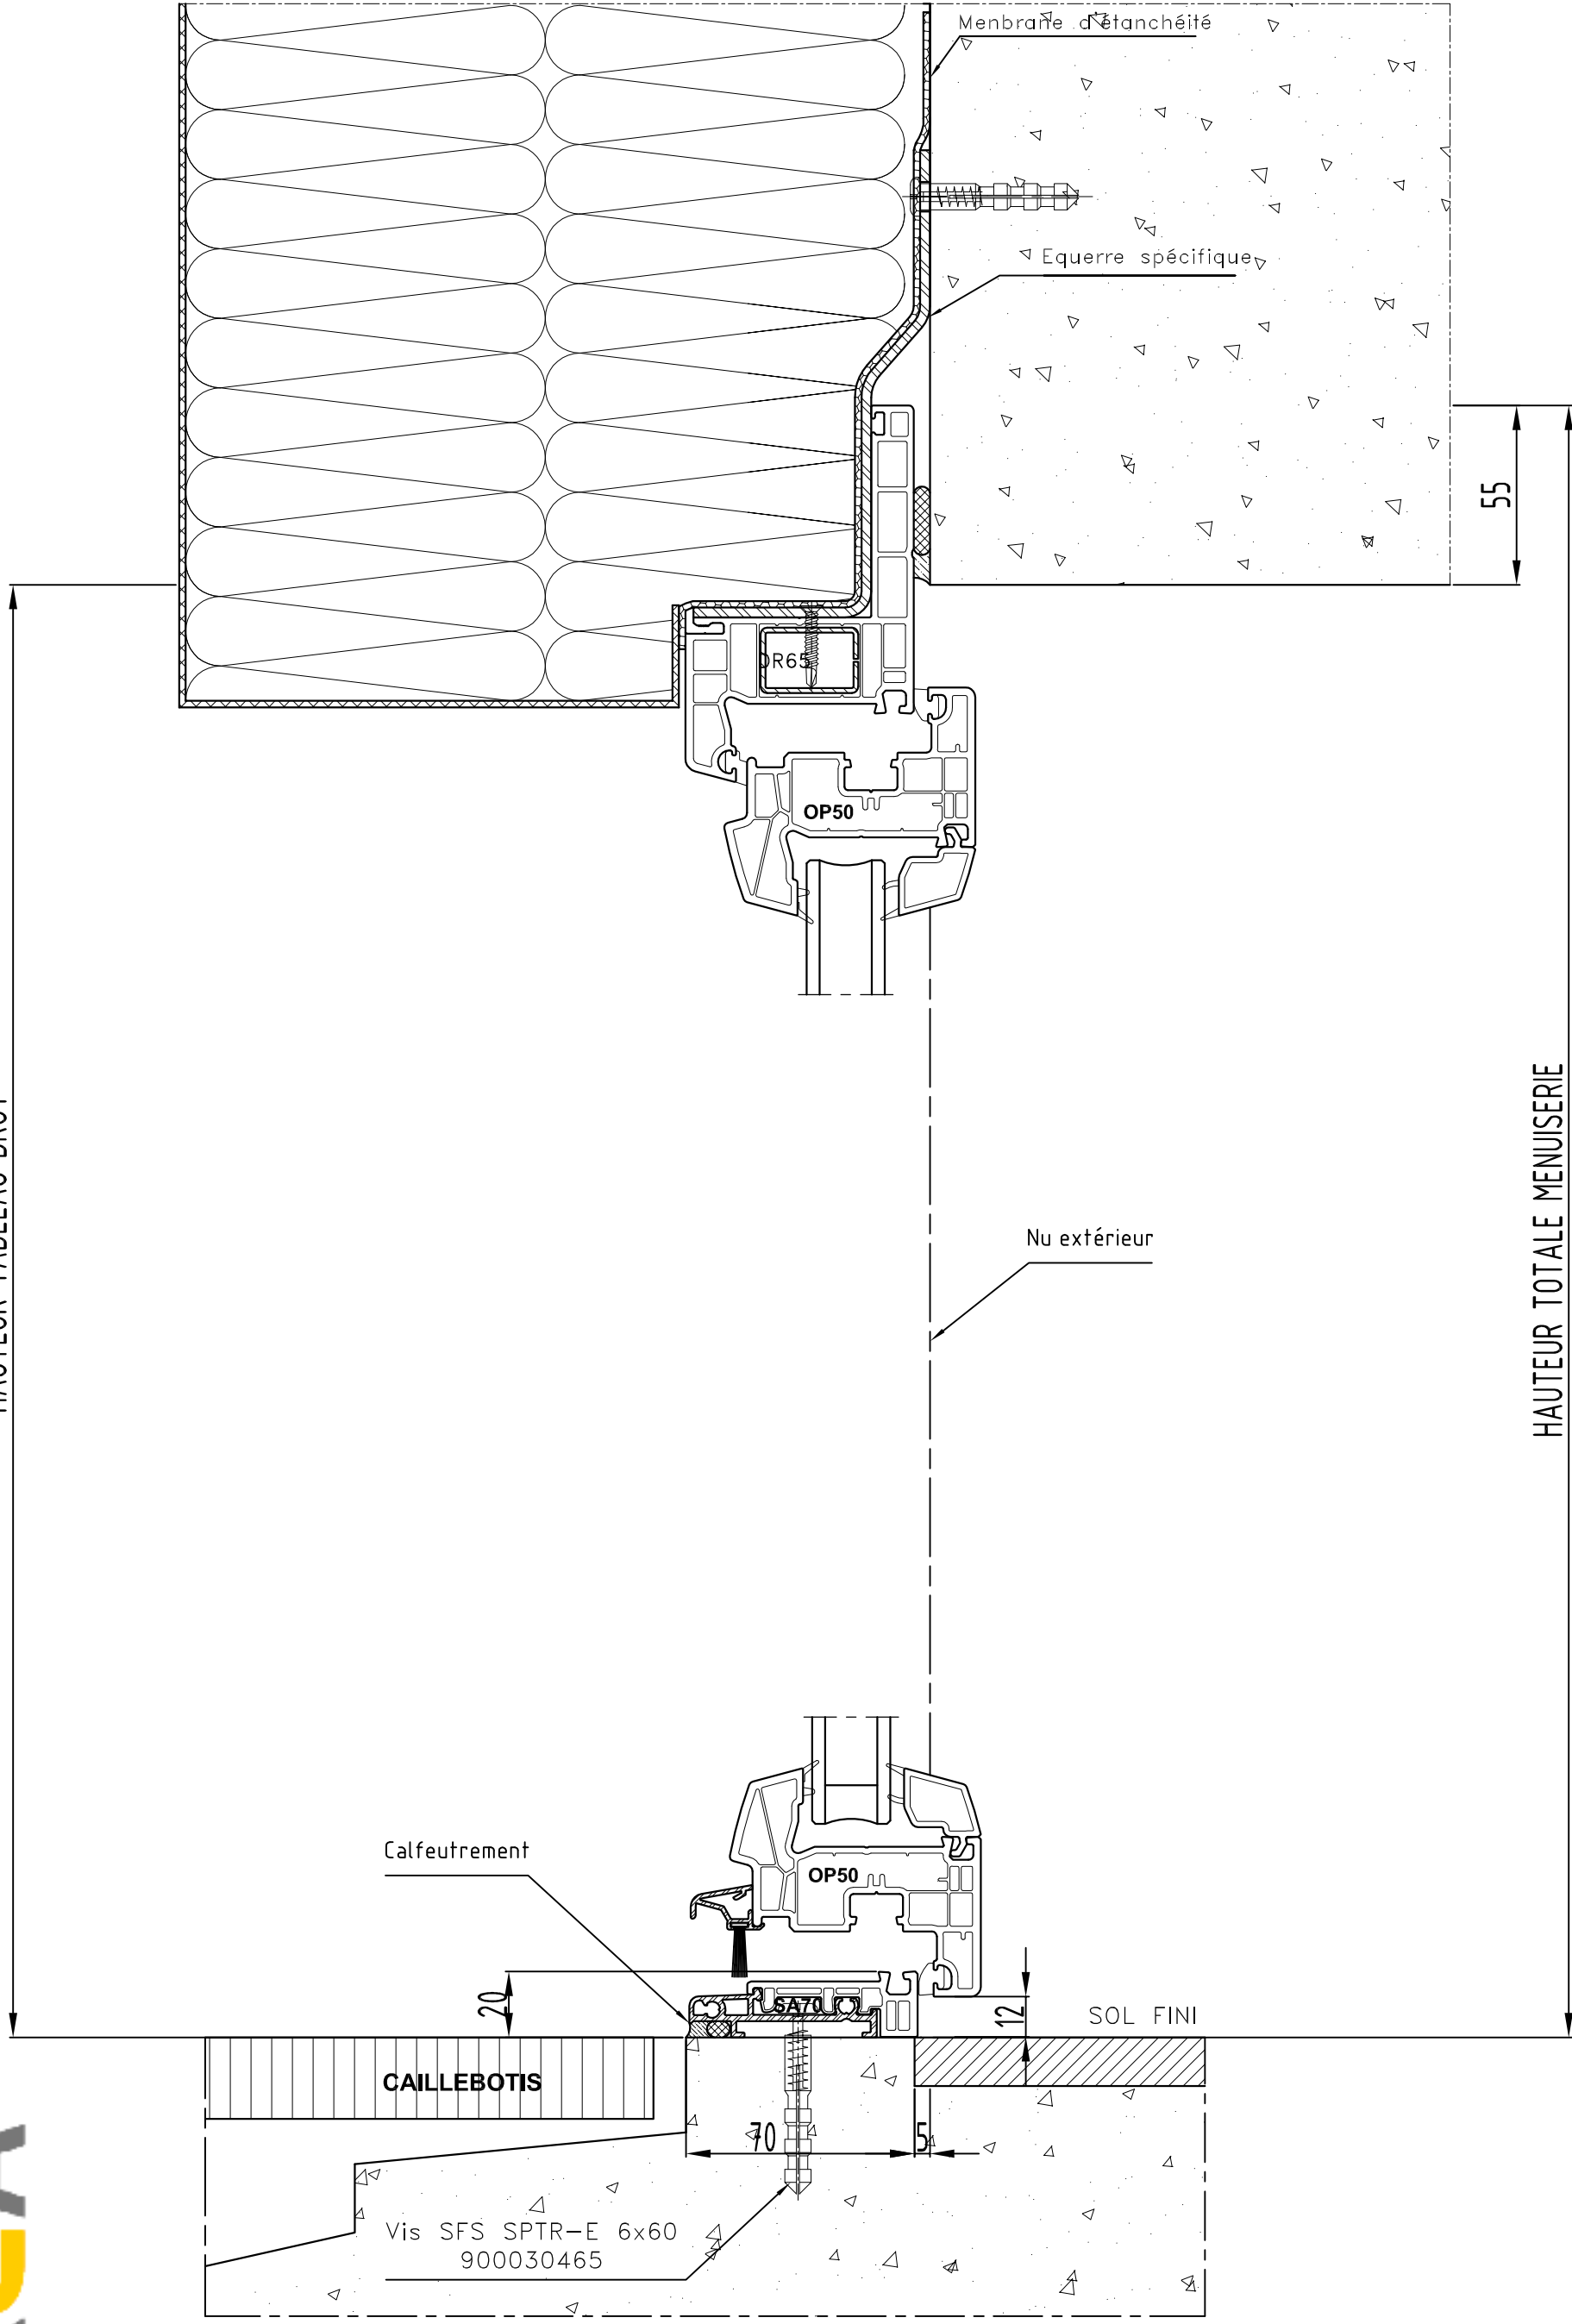 Menbrane d'étanchéité
Equerre spécifique
55
OP50
HAUTEUR TOTALE MENUISERIE
Nu extérieur
Calfeutrement
OP50
20
SA70
12
SOL FINI
CAILLEBOTIS
70
5
Vis SFS SPTR-E 6x60
900030465